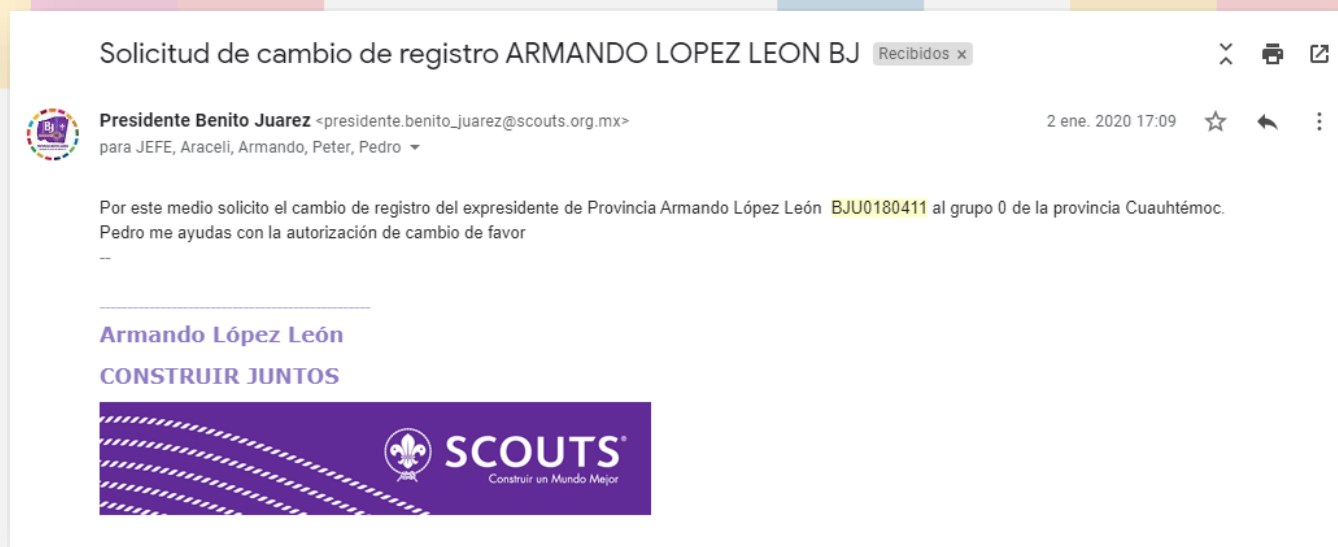 Solicitud de cambio de registro ARMANDO LOPEZ LEON BJ Recibidos x
BJ
Presidente Benito Juarez <presidente.benito_juarez@scouts.org.mx> 2 ene. 2020 17:09
para JEFE, Araceli, Armando, Peter, Pedro
Por este medio solicito el cambio de registro del expresidente de Provincia Armando López León BJU0180411 al grupo 0 de la provincia Cuauhtémoc.
Pedro me ayudas con la autorización de cambio de favor
--
Armando López León
CONSTRUIR JUNTOS
SCOUTS
Construir un Mundo Mejor